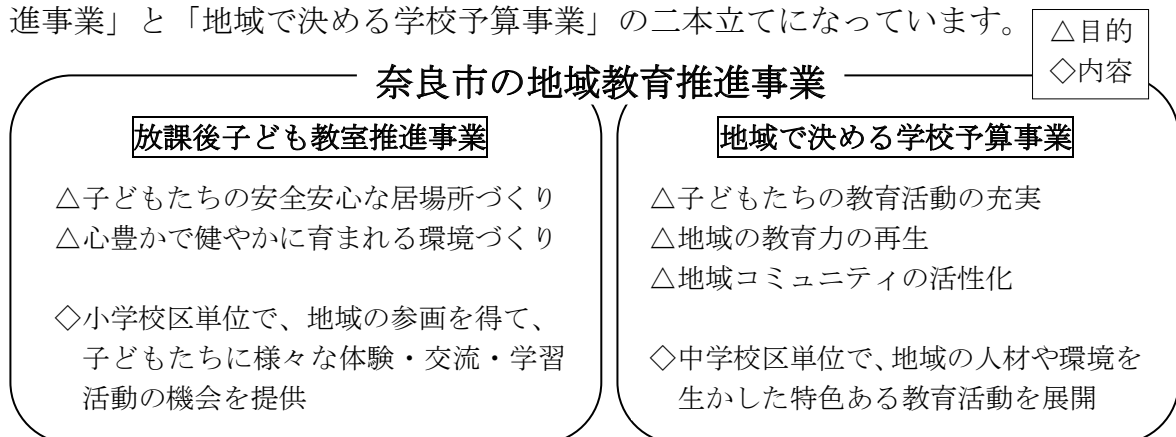 進事業」と「地域で決める学校予算事業」の二本立てになっています。
△目的
◇内容
奈良市の地域教育推進事業
放課後子ども教室推進事業
△子どもたちの安全安心な居場所づくり
△心豊かで健やかに育まれる環境づくり
◇小学校区単位で、地域の参画を得て、
子どもたちに様々な体験・交流・学習
活動の機会を提供
地域で決める学校予算事業
△子どもたちの教育活動の充実
△地域の教育力の再生
△地域コミュニティの活性化
◇中学校区単位で、地域の人材や環境を
生かした特色ある教育活動を展開